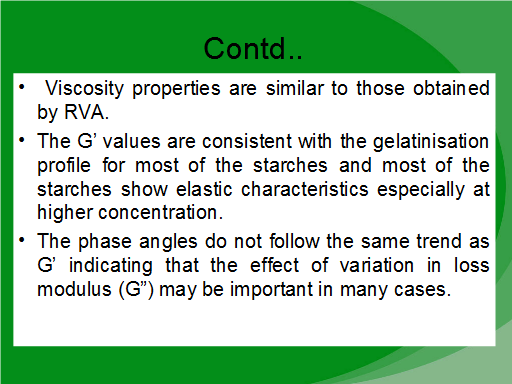 Contd..
• Viscosity properties are similar to those obtained
by RVA.
• The G’ values are consistent with the gelatinisation
profile for most of the starches and most of the
starches show elastic characteristics especially at
higher concentration.
• The phase angles do not follow the same trend as
G’ indicating that the effect of variation in loss
modulus (G”) may be important in many cases.